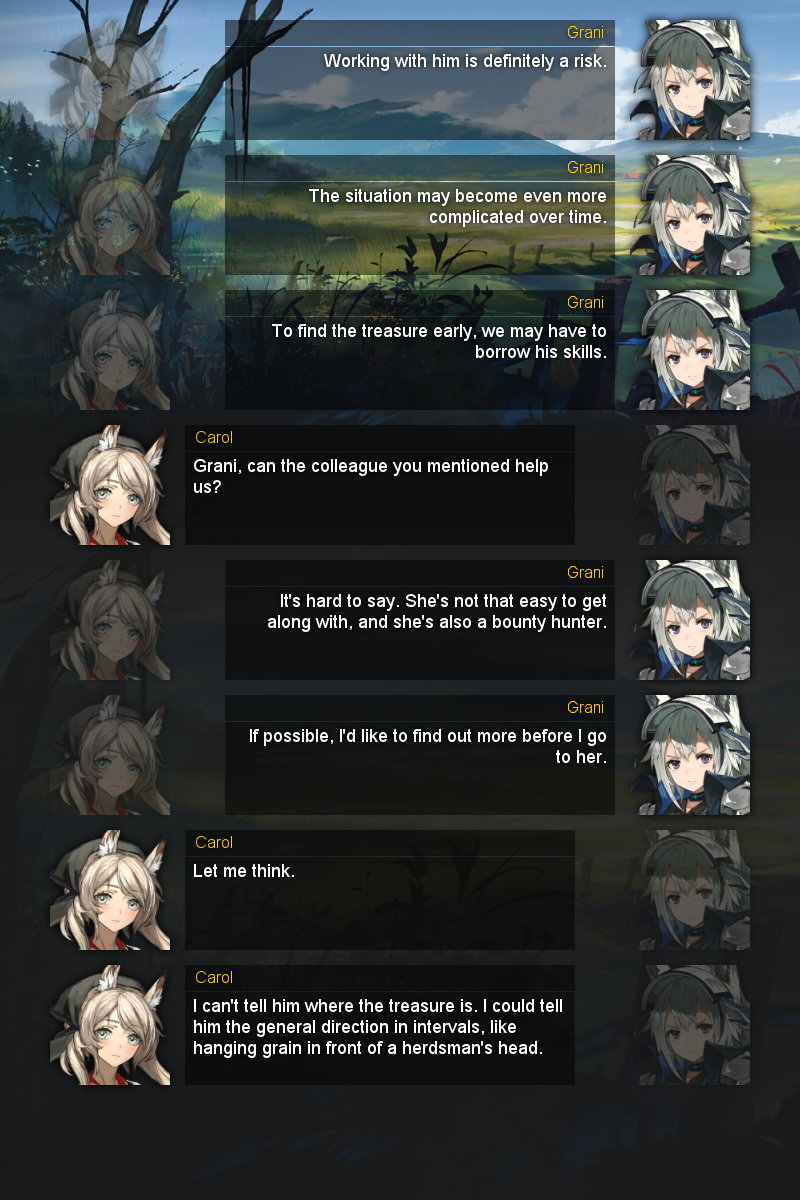 Grani
Working with him is definitely a risk.
Grani
The situation may become even more
complicated over time.
Grani
To find the treasure early, we may have to
borrow his skills.
Carol
Grani, can the colleague you mentioned help
us?
Grani
It's hard to say. She's not that easy to get
along with, and she's also a bounty hunter.
Grani
If possible, I'd like to find out more before I go
to her.
Carol
Let me think.
Carol
I can't tell him where the treasure is. I could tell
him the general direction in intervals, like
hanging grain in front of a herdsman's head.